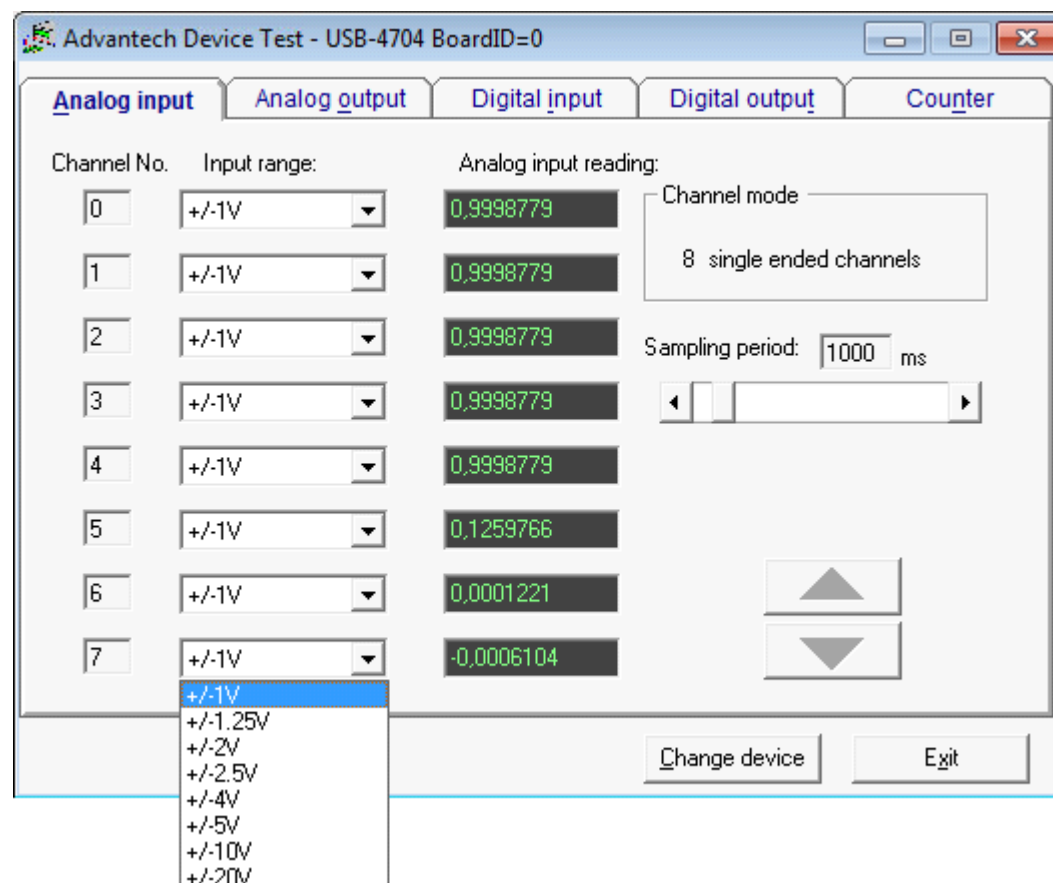 Advantech Device Test - USB-4704 BoardID=0
Analog input Analog output Digital input Digital output Counter
Channel No. Input range: Analog input reading:
0 +/-1V 0,9998779
1 +/-1V 0,9998779
2 +/-1V 0,9998779
3 +/-1V 0,9998779
4 +/-1V 0,9998779
5 +/-1V 0,1259766
6 +/-1V 0,0001221
7 +/-1V -0,0006104
+/-1V
+/-1.25V
+/-2V
+/-2.5V
+/-4V
+/-5V
+/-10V
+/-20V
Channel mode
8 single ended channels
Sampling period: 1000 ms
Change device Exit